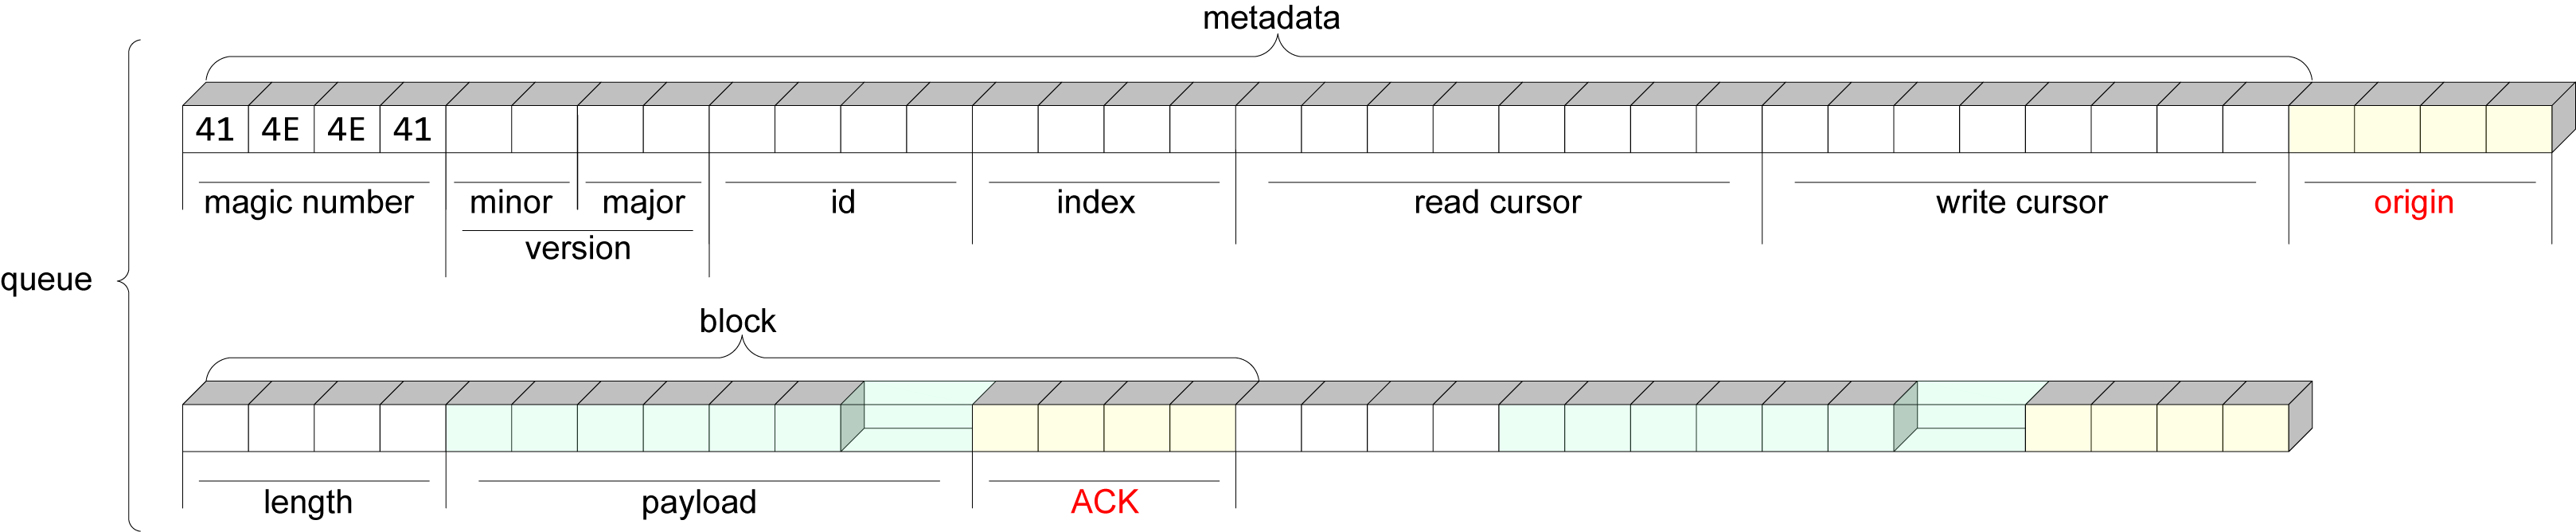 metadata
41 4E 4E 41
magic number minor major id index read cursor write cursor origin
version
queue
block
length payload ACK